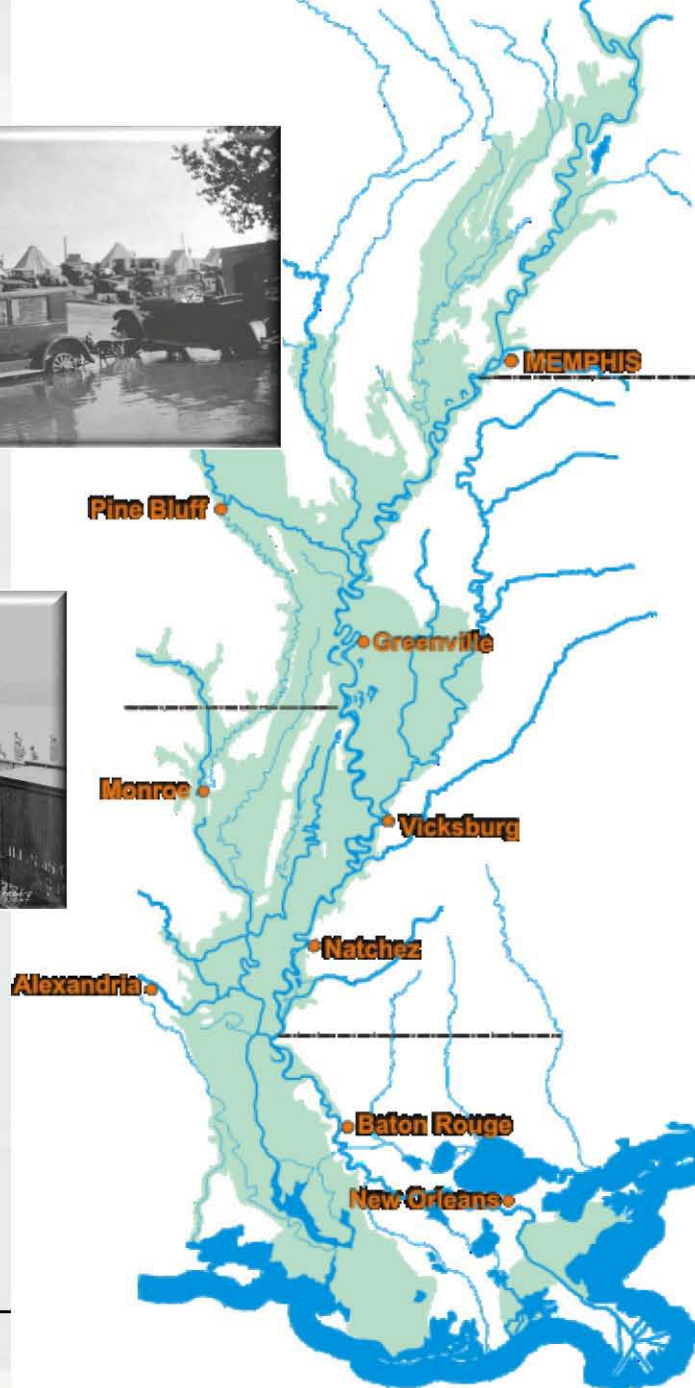 MEMPHIS
Pine Bluff
Greenville
Monroe
Vicksburg
Natchez
Alexandria
Baton Rouge
New Orleans